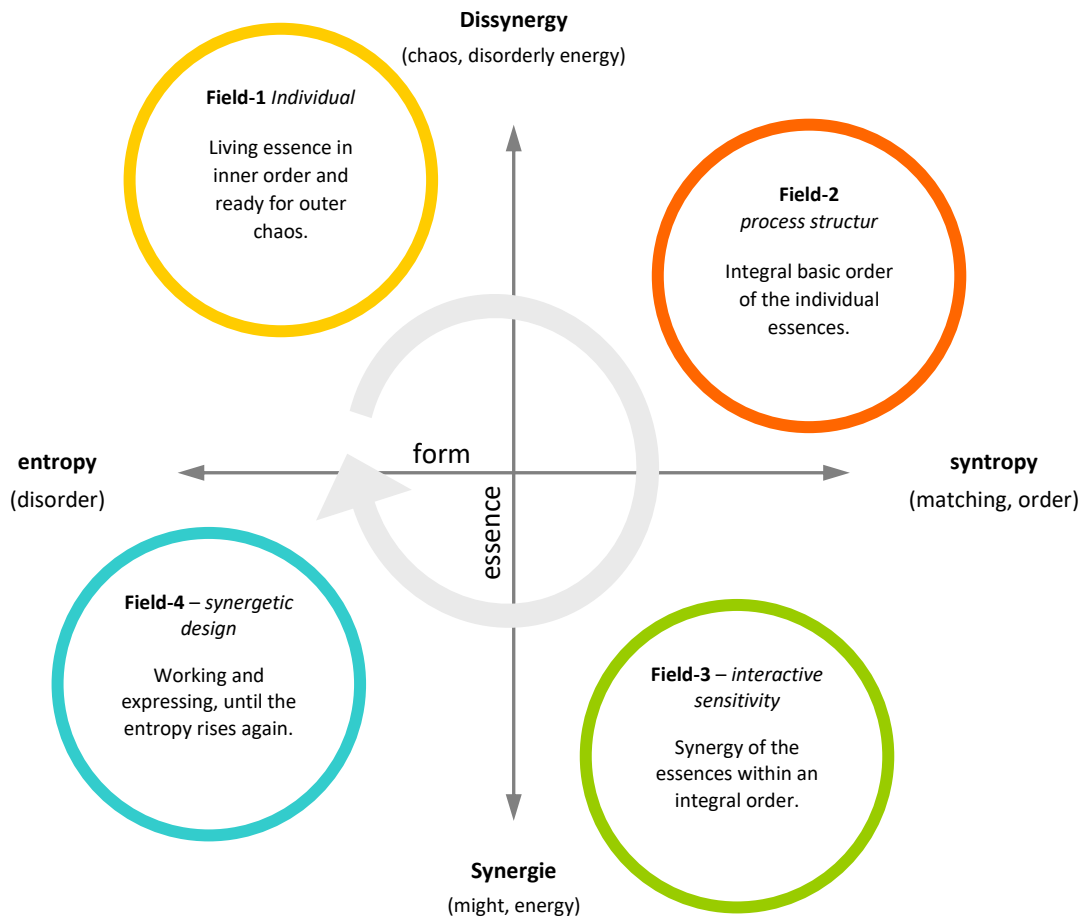 Dissynergy
(chaos, disorderly energy)
Field-1 Individual
Living essence in
inner order and
ready for outer
chaos.
Field-2
process structur
Integral basic order
of the individual
essences.
entropy
(disorder)
form
essence
syntropy
(matching, order)
Field-4 – synergetic
design
Working and
expressing, until the
entropy rises again.
Field-3 – interactive
sensitivity
Synergy of the
essences within an
integral order.
Synergie
(might, energy)